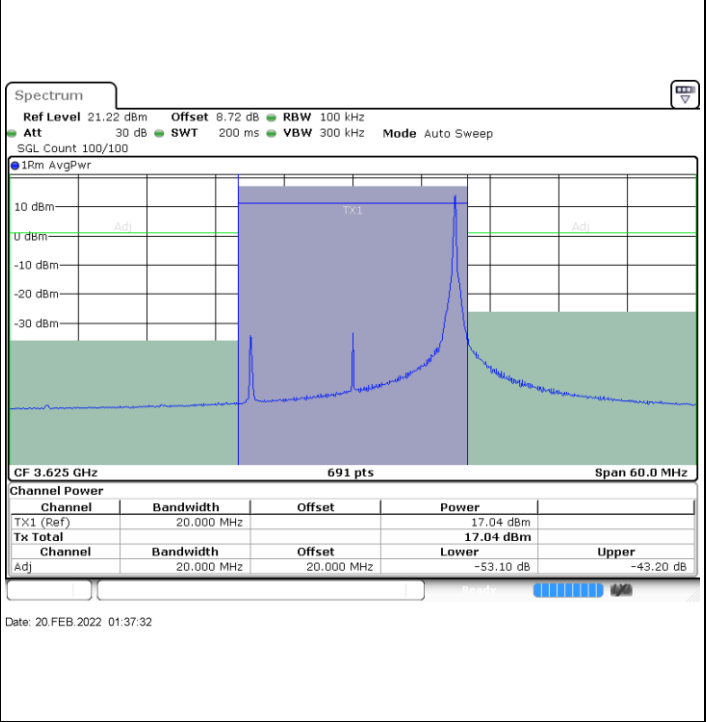 Spectrum
Ref Level 21.22 dBm Offset 8.72 dB RBW 100 kHz
Att 30 dB SWT 200 ms VBW 300 kHz Mode Auto Sweep
SGL Count 100/100
1Rm AvgPwr
10 dBm
TX1
Adj Adj
0 dBm
-10 dBm
-20 dBm
-30 dBm
CF 3.625 GHz 691 pts Span 60.0 MHz
Channel Power
Channel Bandwidth Offset Power
TX1 (Ref) 20.000 MHz 17.04 dBm
Tx Total 17.04 dBm
Channel Bandwidth Offset Lower Upper
Adj 20.000 MHz 20.000 MHz -53.10 dB -43.20 dB
Ready
Date: 20.FEB.2022 01:37:32